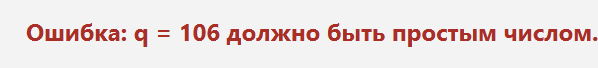 Ошибка: q = 106 должно быть простым числом.